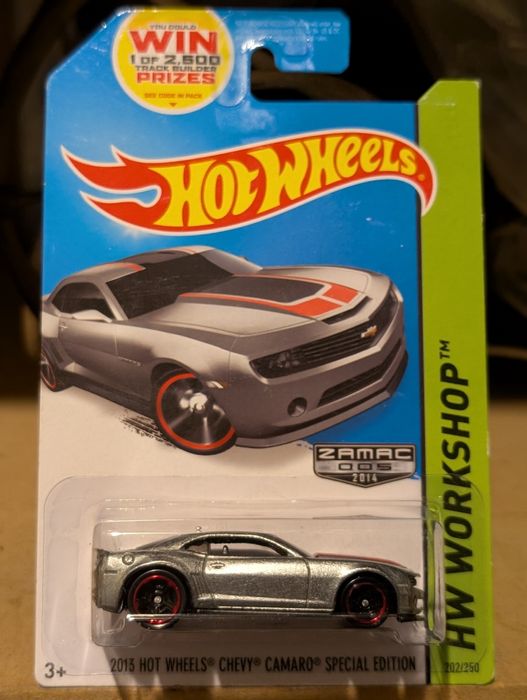 YOU COULD
WIN
1 OF 2,500
TRACK BUILDER
PRIZES
SEE CODE IN PACK
HOT WHEELS®
HW WORKSHOP™
ZAMAC
005
2014
3+
2013 HOT WHEELS® CHEVY® CAMARO® SPECIAL EDITION
202/250